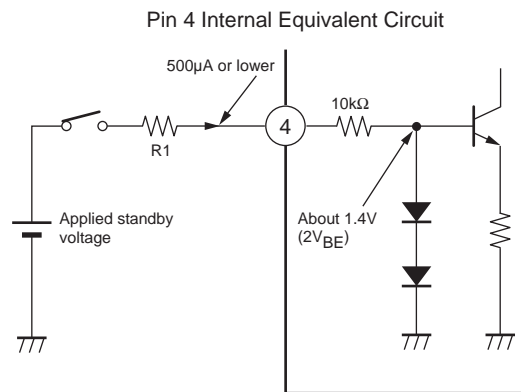 Pin 4 Internal Equivalent Circuit
500µA or lower
10kΩ
4
R1
About 1.4V
(2VBE)
Applied standby
voltage